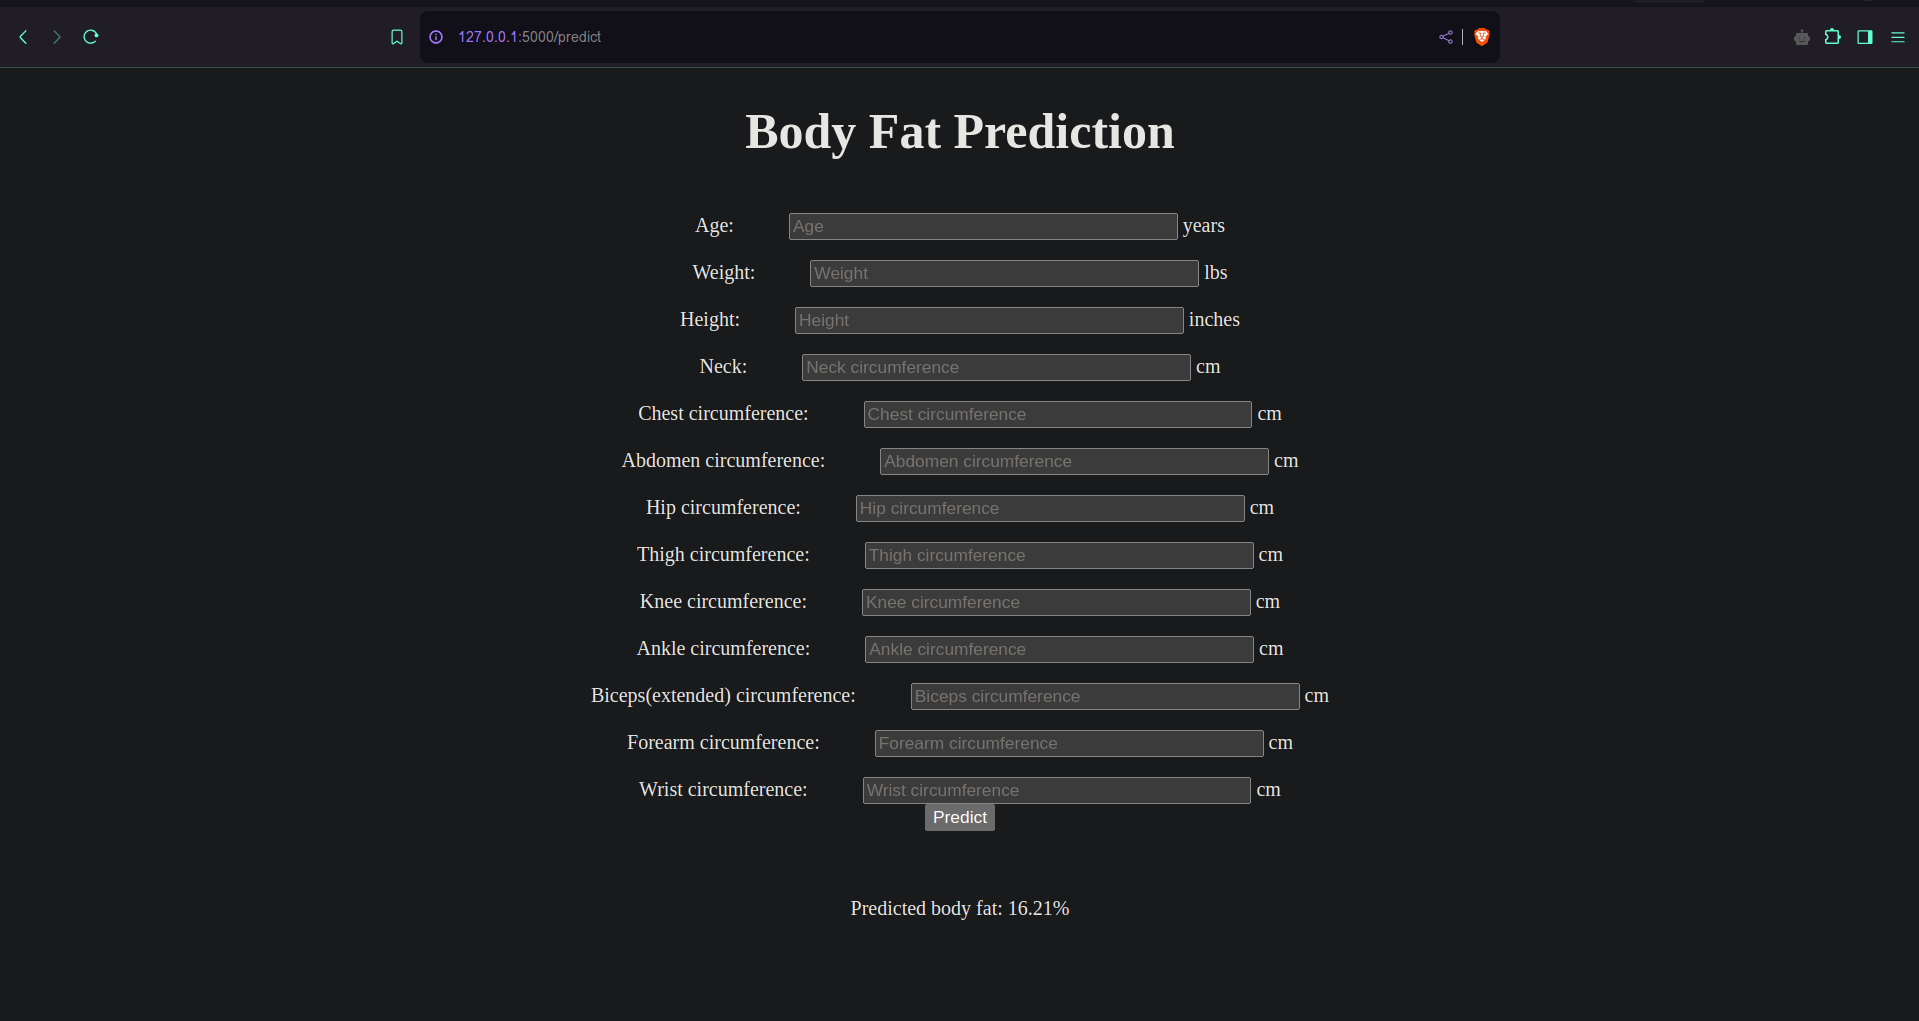 127.0.0.1:5000/predict
Body Fat Prediction
Age: Age years
Weight: Weight lbs
Height: Height inches
Neck: Neck circumference cm
Chest circumference: Chest circumference cm
Abdomen circumference: Abdomen circumference cm
Hip circumference: Hip circumference cm
Thigh circumference: Thigh circumference cm
Knee circumference: Knee circumference cm
Ankle circumference: Ankle circumference cm
Biceps(extended) circumference: Biceps circumference cm
Forearm circumference: Forearm circumference cm
Wrist circumference: Wrist circumference cm
Predict
Predicted body fat: 16.21%